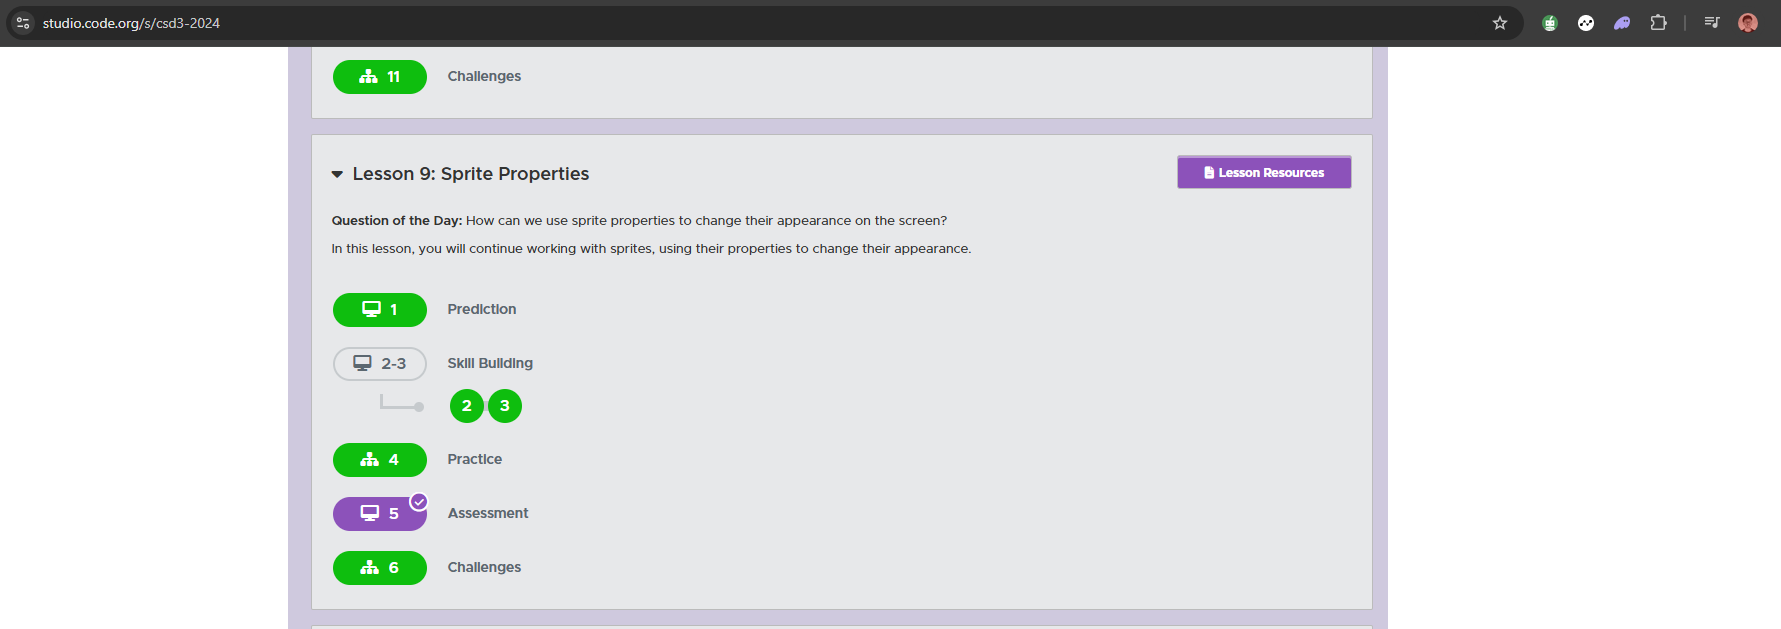 studio.code.org/s/csd3-2024
11 Challenges
Lesson 9: Sprite Properties
Lesson Resources
Question of the Day: How can we use sprite properties to change their appearance on the screen?
In this lesson, you will continue working with sprites, using their properties to change their appearance.
1 Prediction
2-3 Skill Building
2 3
4 Practice
5 Assessment
6 Challenges